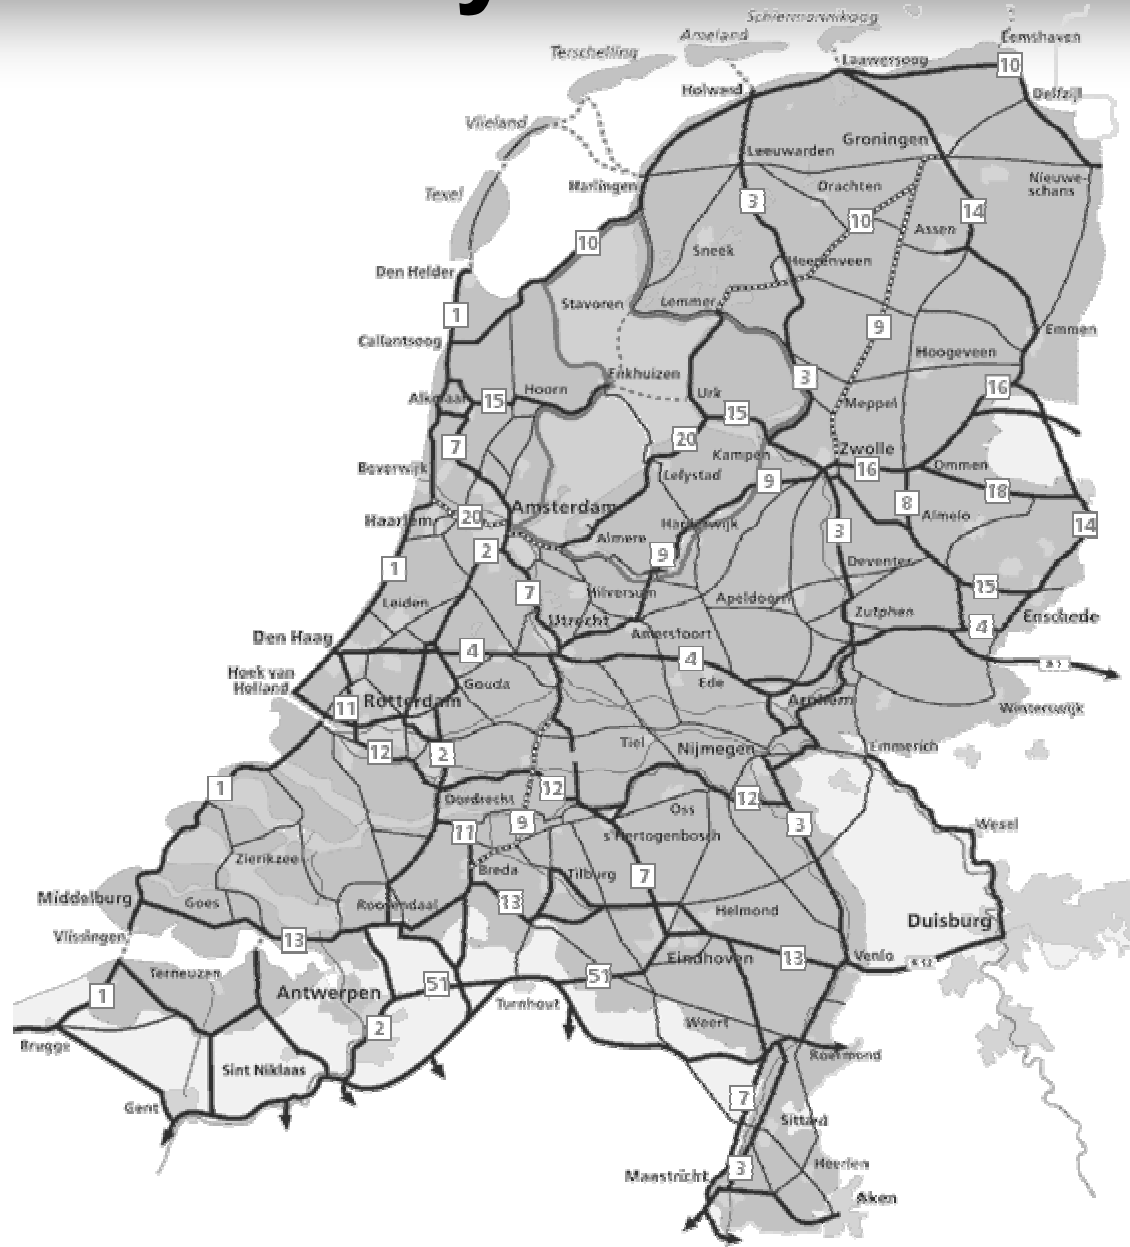 Schiermonnikoog
Ameland
Eemshaven
Terschelling
Lauwersoog
10
Holwerd
Delfzijl
Vlieland
Groningen
Leeuwarden
Harlingen
Drachten
Nieuwe-
schans
Texel
3
14
10
Assen
10
Sneek
Heerenveen
Den Helder
Stavoren
Lemmer
1
9
Emmen
Callantsoog
Hoogeveen
Enkhuizen
3
16
Alkmaar
15
Hoorn
Urk
15
Meppel
7
20
Zwolle
Kampen
Beverwijk
16
Ommen
Lelystad
9
18
8
Amsterdam
Haarlem
20
Almelo
Harderwijk
14
Almere
3
2
9
Deventer
1
15
7
Hilversum
Leiden
Apeldoorn
Zutphen
Enschede
Utrecht
Amersfoort
4
Den Haag
4
4
Hoek van
Holland
Gouda
Ede
Arnhem
11
Rotterdam
Winterswijk
Tiel
Nijmegen
Emmerich
12
2
1
12
Dordrecht
12
Oss
9
3
Wesel
11
s Hertogenbosch
Zierikzee
Breda
Tilburg
7
Middelburg
Goes
Roosendaal
13
Helmond
Duisburg
Vlissingen
13
Eindhoven
13
Venlo
Terneuzen
51
51
Antwerpen
1
Turnhout
2
Weert
Brugge
Roermond
Sint Niklaas
7
Gent
Sittard
Heerlen
3
Maastricht
Aken